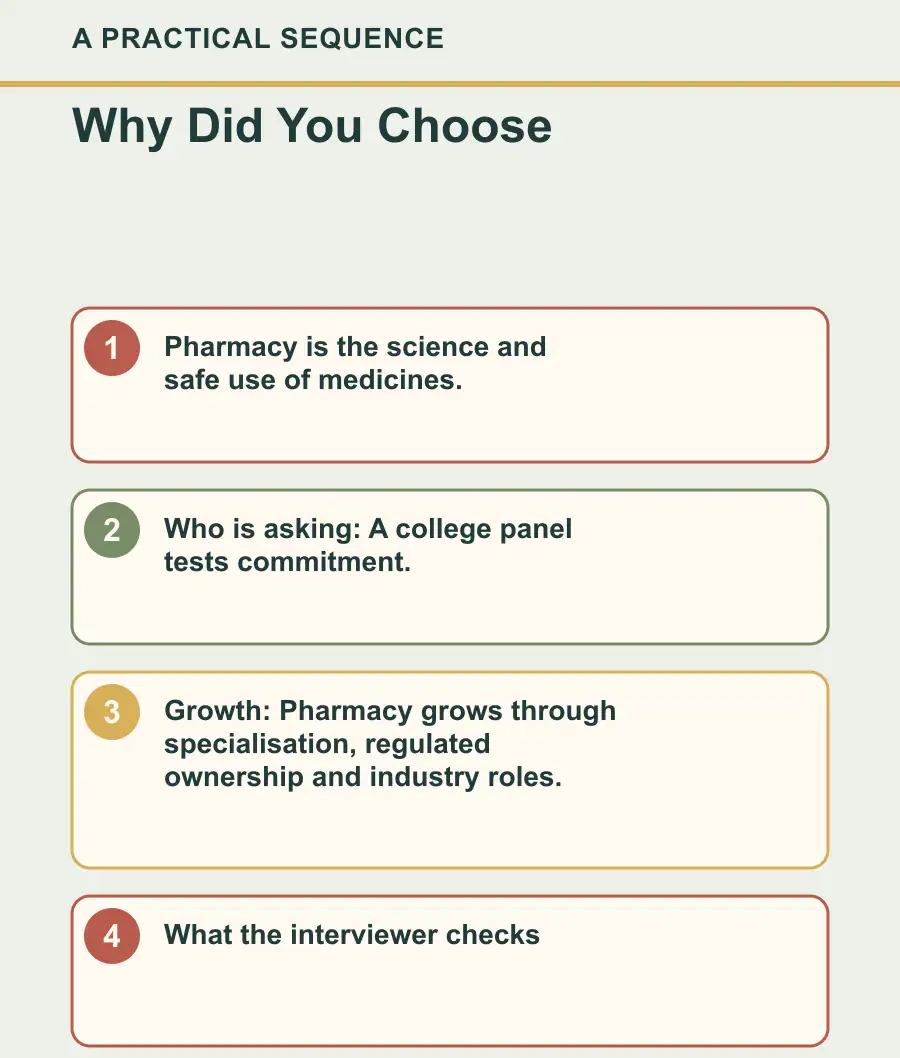 A PRACTICAL SEQUENCE
Why Did You Choose
1
Pharmacy is the science and
safe use of medicines.
2
Who is asking: A college panel
tests commitment.
3
Growth: Pharmacy grows through
specialisation, regulated
ownership and industry roles.
4
What the interviewer checks